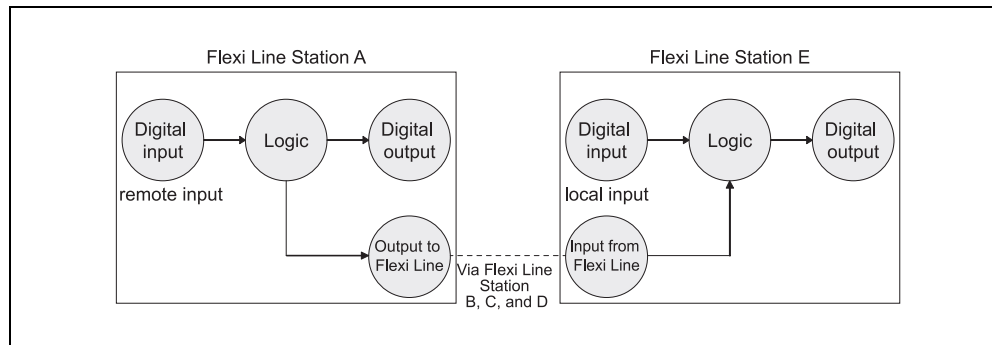 Flexi Line Station A
Digital
input
Logic
Digital
output
remote input
Output to
Flexi Line
Via Flexi Line
Station
B, C, and D
Flexi Line Station E
Digital
input
Logic
Digital
output
local input
Input from
Flexi Line